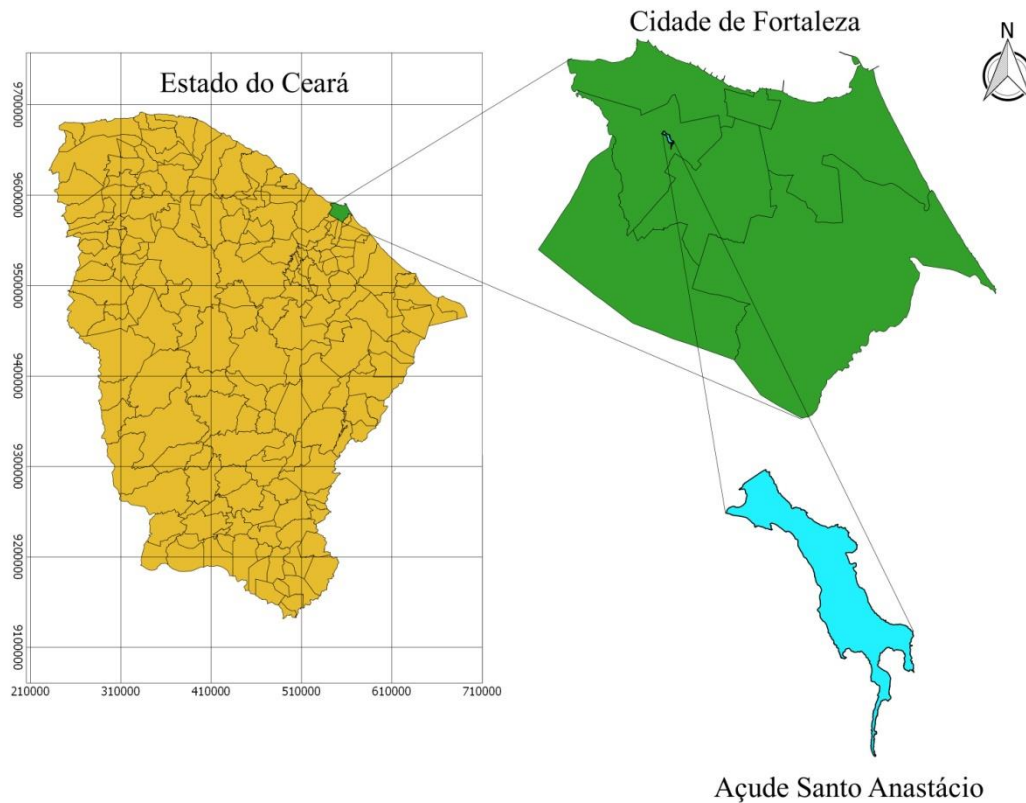 Cidade de Fortaleza
N
Estado do Ceará
9700000
9600000
9500000
9400000
9300000
9200000
9100000
210000 310000 410000 510000 610000 710000
Açude Santo Anastácio